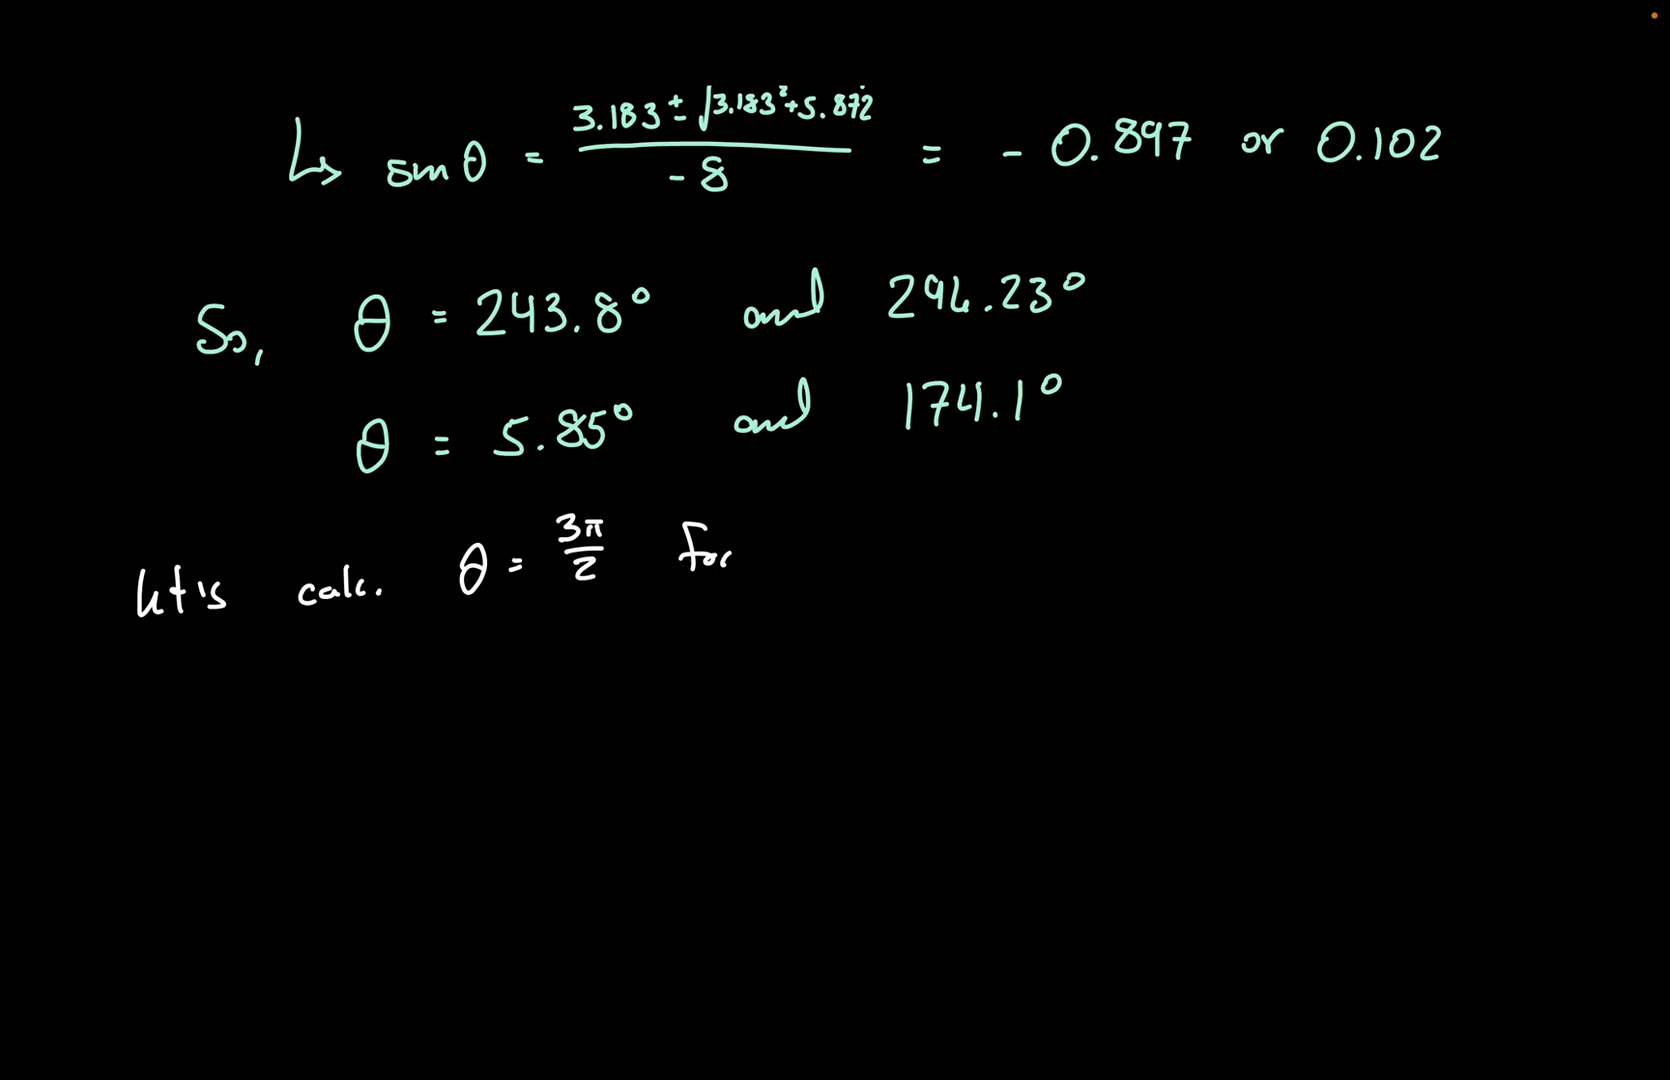 ↳ sin θ = (3.183 ± √(3.183² + 5.872)) / -8 = - 0.897 or 0.102
So, θ = 243.8° and 294.23°
θ = 5.85° and 174.1°
let's calc. θ = 3π/2 for